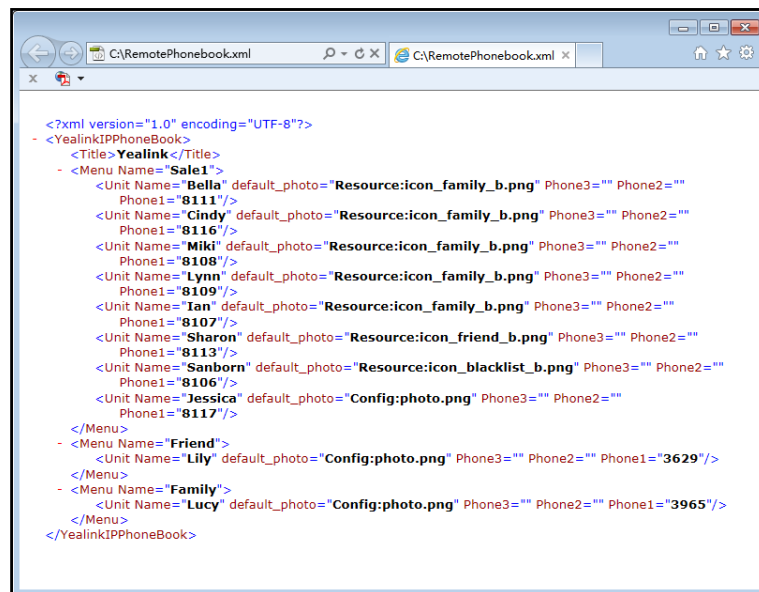 C:\RemotePhonebook.xml
C:\RemotePhonebook.xml
<?xml version="1.0" encoding="UTF-8"?>
- <YealinkIPPhoneBook>
<Title>Yealink</Title>
- <Menu Name="Sale1">
<Unit Name="Bella" default_photo="Resource:icon_family_b.png" Phone3="" Phone2=""
Phone1="8111"/>
<Unit Name="Cindy" default_photo="Resource:icon_family_b.png" Phone3="" Phone2=""
Phone1="8116"/>
<Unit Name="Miki" default_photo="Resource:icon_family_b.png" Phone3="" Phone2=""
Phone1="8108"/>
<Unit Name="Lynn" default_photo="Resource:icon_family_b.png" Phone3="" Phone2=""
Phone1="8109"/>
<Unit Name="Ian" default_photo="Resource:icon_family_b.png" Phone3="" Phone2=""
Phone1="8107"/>
<Unit Name="Sharon" default_photo="Resource:icon_friend_b.png" Phone3="" Phone2=""
Phone1="8113"/>
<Unit Name="Sanborn" default_photo="Resource:icon_blacklist_b.png" Phone3="" Phone2=""
Phone1="8106"/>
<Unit Name="Jessica" default_photo="Config:photo.png" Phone3="" Phone2=""
Phone1="8117"/>
</Menu>
- <Menu Name="Friend">
<Unit Name="Lily" default_photo="Config:photo.png" Phone3="" Phone2="" Phone1="3629"/>
</Menu>
- <Menu Name="Family">
<Unit Name="Lucy" default_photo="Config:photo.png" Phone3="" Phone2="" Phone1="3965"/>
</Menu>
</YealinkIPPhoneBook>